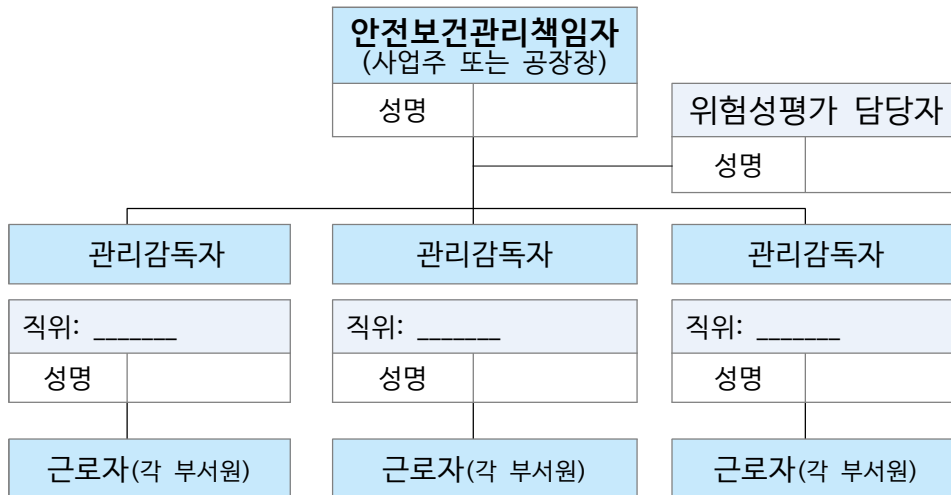 안전보건관리책임자
(사업주 또는 공장장)
성명
위험성평가 담당자
성명
관리감독자
관리감독자
관리감독자
직위: _______
직위: _______
직위: _______
성명
성명
성명
근로자(각 부서원)
근로자(각 부서원)
근로자(각 부서원)